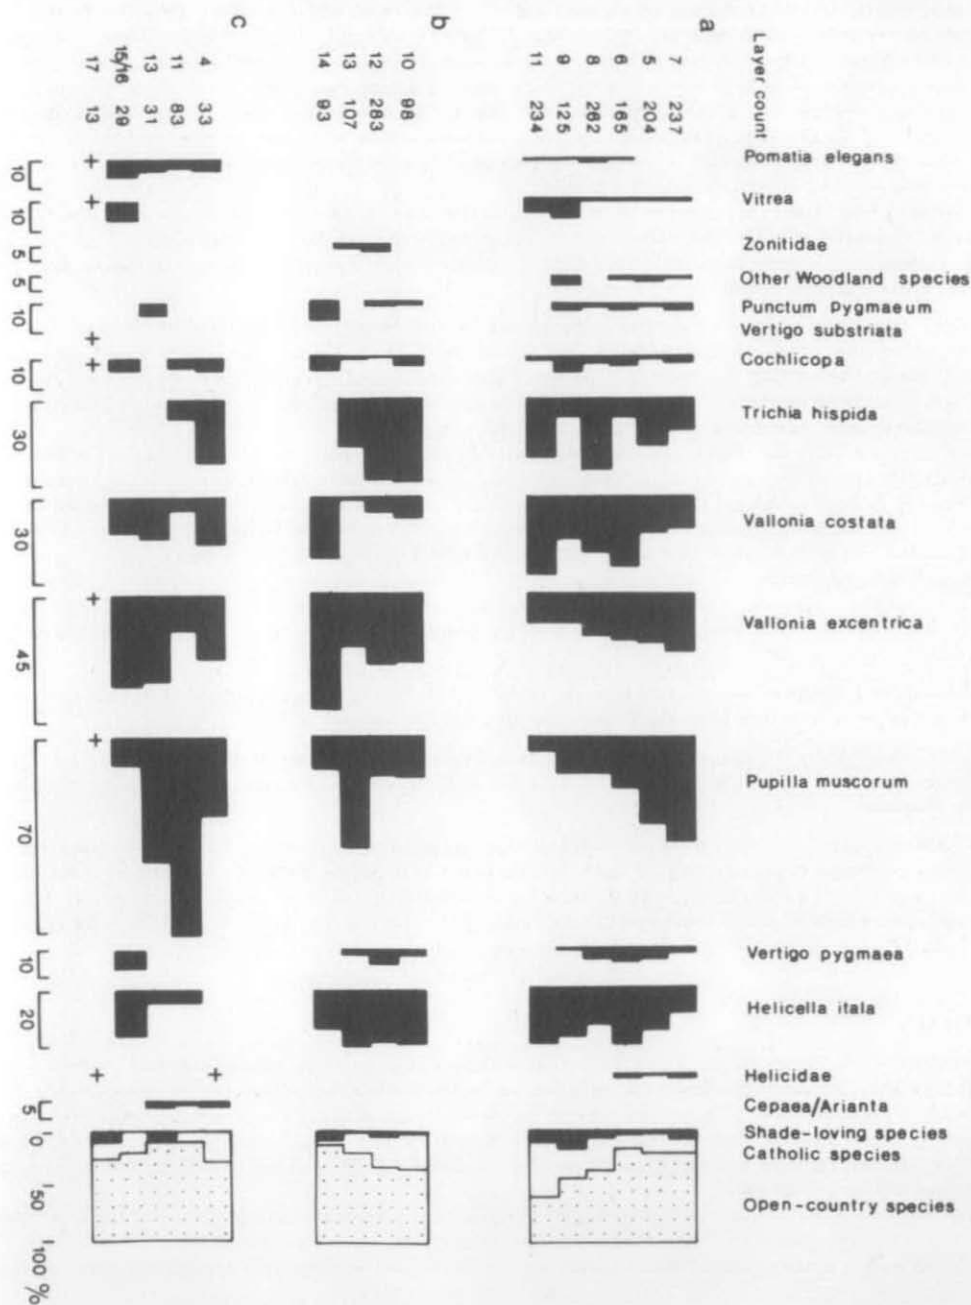 Layer count
a
7 237
5 204
6 165
8 262
9 125
11 234
b
10 98
12 283
13 107
14 93
c
4 33
11 83
13 31
15/16 29
17 13
Pomatia elegans
Vitrea
Zonitidae
Other Woodland species
Punctum pygmaeum
Vertigo substriata
Cochlicopa
Trichia hispida
Vallonia costata
Vallonia excentrica
Pupilla muscorum
Vertigo pygmaea
Helicella itala
Helicidae
Cepaea/Arianta
Shade-loving species
Catholic species
Open-country species
+ + + + + + + +
10 10 5 5 10 10 30 30 45 70 10 20 5 0 50 100 %